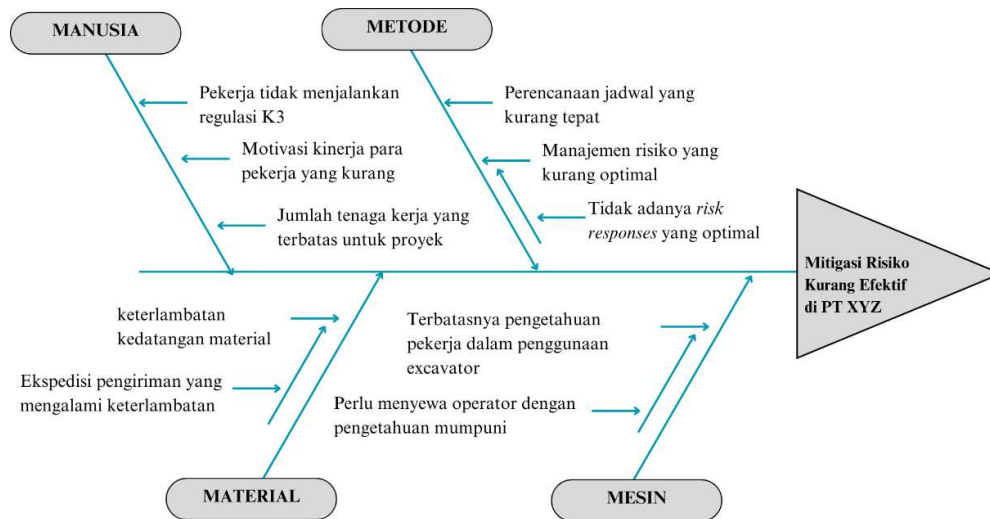 MANUSIA
METODE
Pekerja tidak menjalankan
regulasi K3
Motivasi kinerja para
pekerja yang kurang
Jumlah tenaga kerja yang
terbatas untuk proyek
Perencanaan jadwal yang
kurang tepat
Manajemen risiko yang
kurang optimal
Tidak adanya risk
responses yang optimal
Mitigasi Risiko
Kurang Efektif
di PT XYZ
keterlambatan
kedatangan material
Ekspedisi pengiriman yang
mengalami keterlambatan
Terbatasnya pengetahuan
pekerja dalam penggunaan
excavator
Perlu menyewa operator dengan
pengetahuan mumpuni
MATERIAL
MESIN